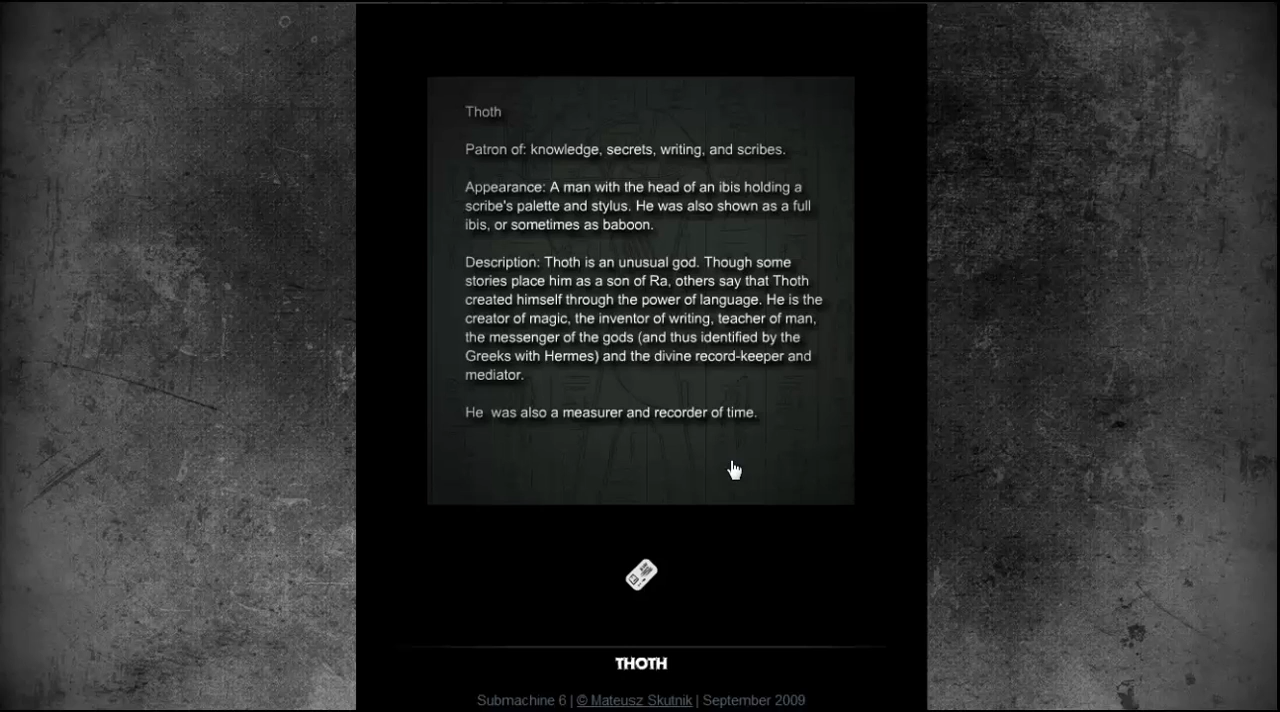 Thoth
Patron of: knowledge, secrets, writing, and scribes.
Appearance: A man with the head of an ibis holding a
scribe's palette and stylus. He was also shown as a full
ibis, or sometimes as baboon.
Description: Thoth is an unusual god. Though some
stories place him as a son of Ra, others say that Thoth
created himself through the power of language. He is the
creator of magic, the inventor of writing, teacher of man,
the messenger of the gods (and thus identified by the
Greeks with Hermes) and the divine record-keeper and
mediator.
He  was also a measurer and recorder of time.
THOTH
Submachine 6 | © Mateusz Skutnik | September 2009